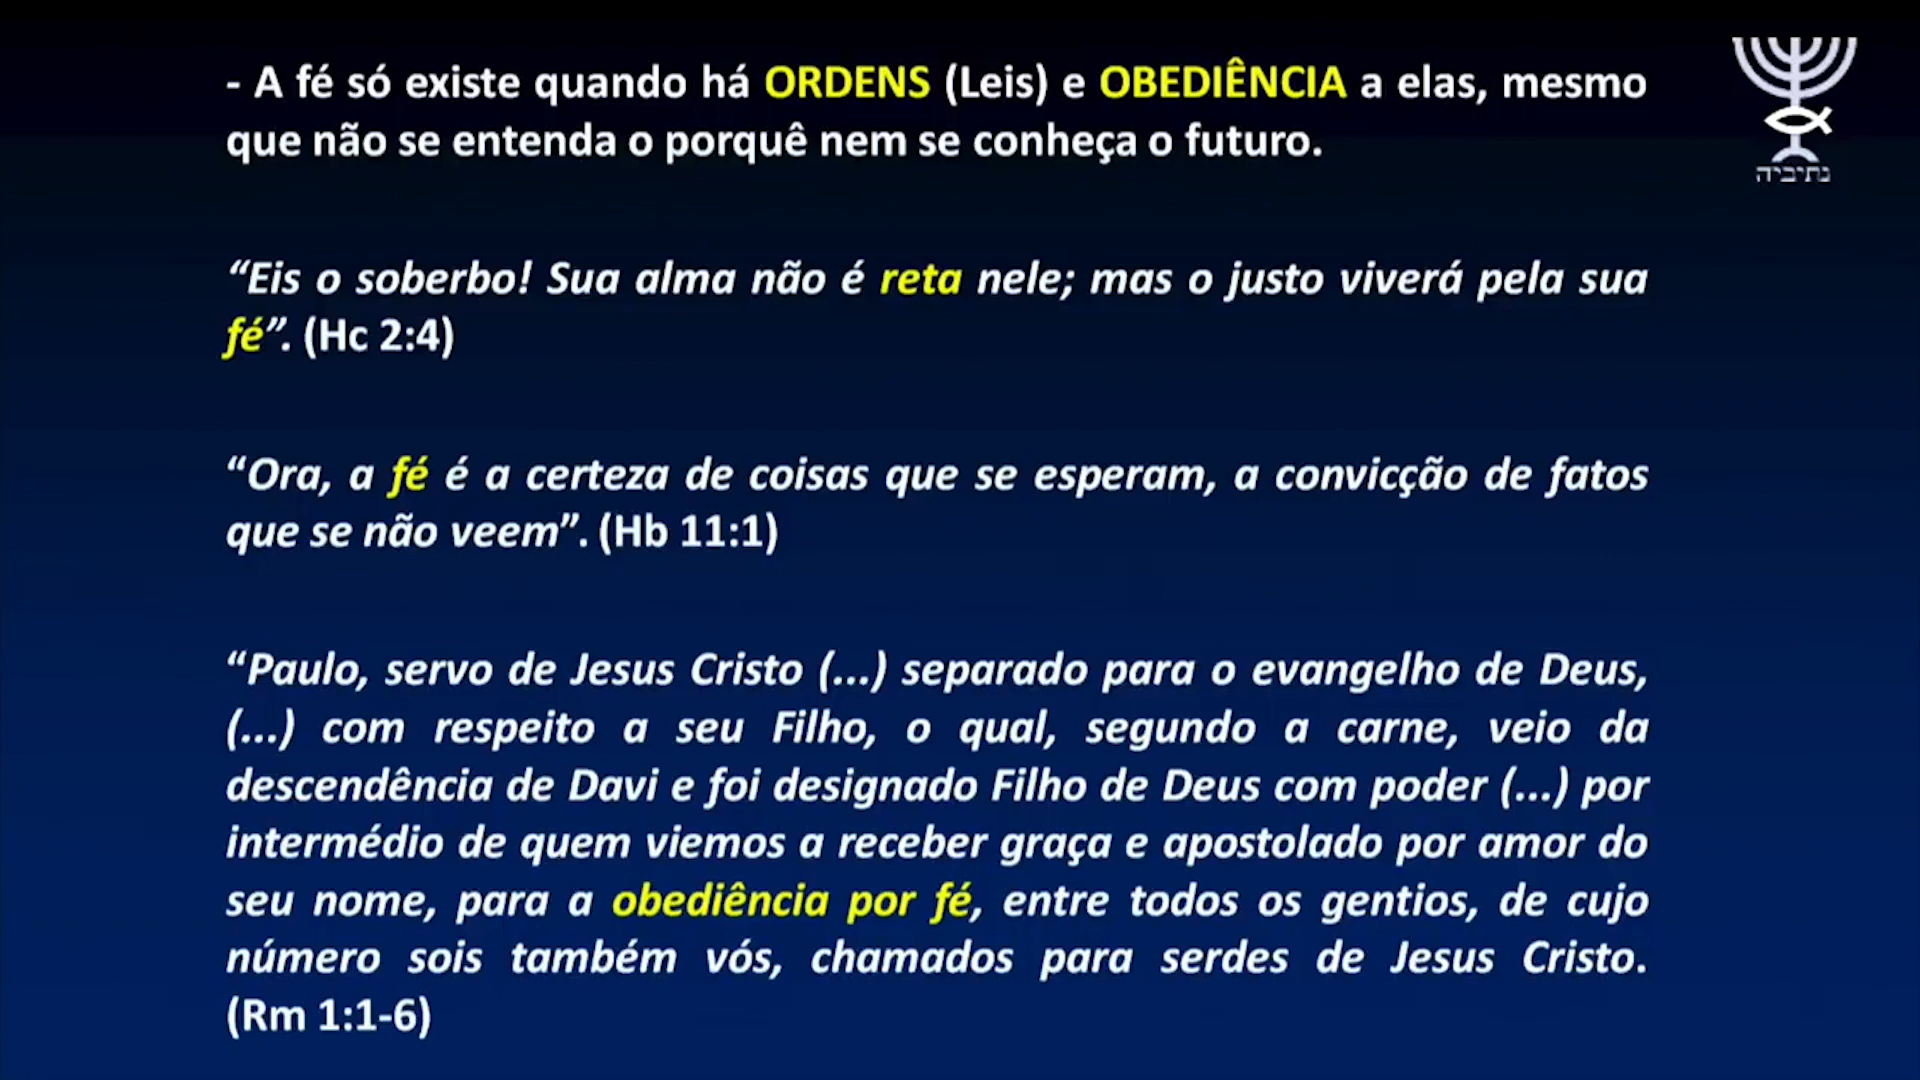 - A fé só existe quando há ORDENS (Leis) e OBEDIÊNCIA a elas, mesmo
que não se entenda o porquê nem se conheça o futuro.
נתיביה
“Eis o soberbo! Sua alma não é reta nele; mas o justo viverá pela sua
fé”. (Hc 2:4)
“Ora, a fé é a certeza de coisas que se esperam, a convicção de fatos
que se não veem”. (Hb 11:1)
“Paulo, servo de Jesus Cristo (...) separado para o evangelho de Deus,
(...) com respeito a seu Filho, o qual, segundo a carne, veio da
descendência de Davi e foi designado Filho de Deus com poder (...) por
intermédio de quem viemos a receber graça e apostolado por amor do
seu nome, para a obediência por fé, entre todos os gentios, de cujo
número sois também vós, chamados para serdes de Jesus Cristo.
(Rm 1:1-6)